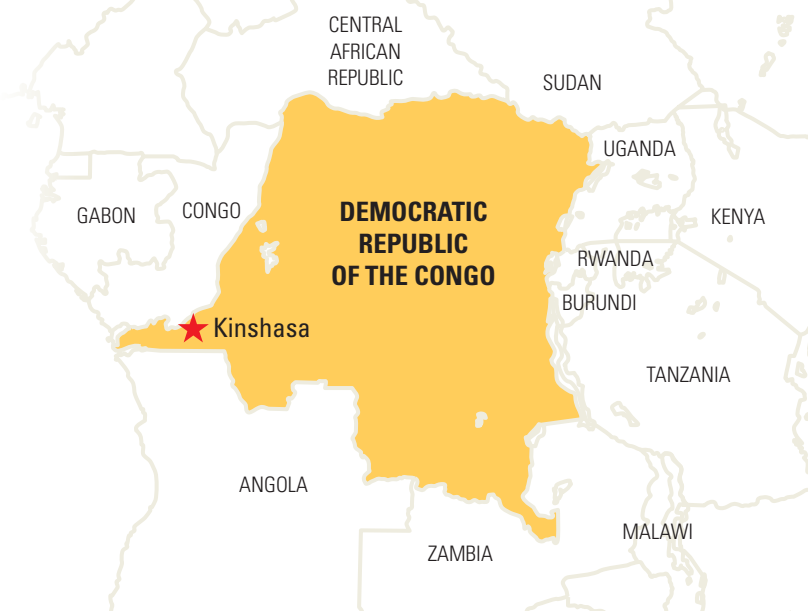 CENTRAL
AFRICAN
REPUBLIC
SUDAN
UGANDA
GABON
CONGO
DEMOCRATIC
REPUBLIC
OF THE CONGO
KENYA
RWANDA
BURUNDI
Kinshasa
TANZANIA
ANGOLA
MALAWI
ZAMBIA